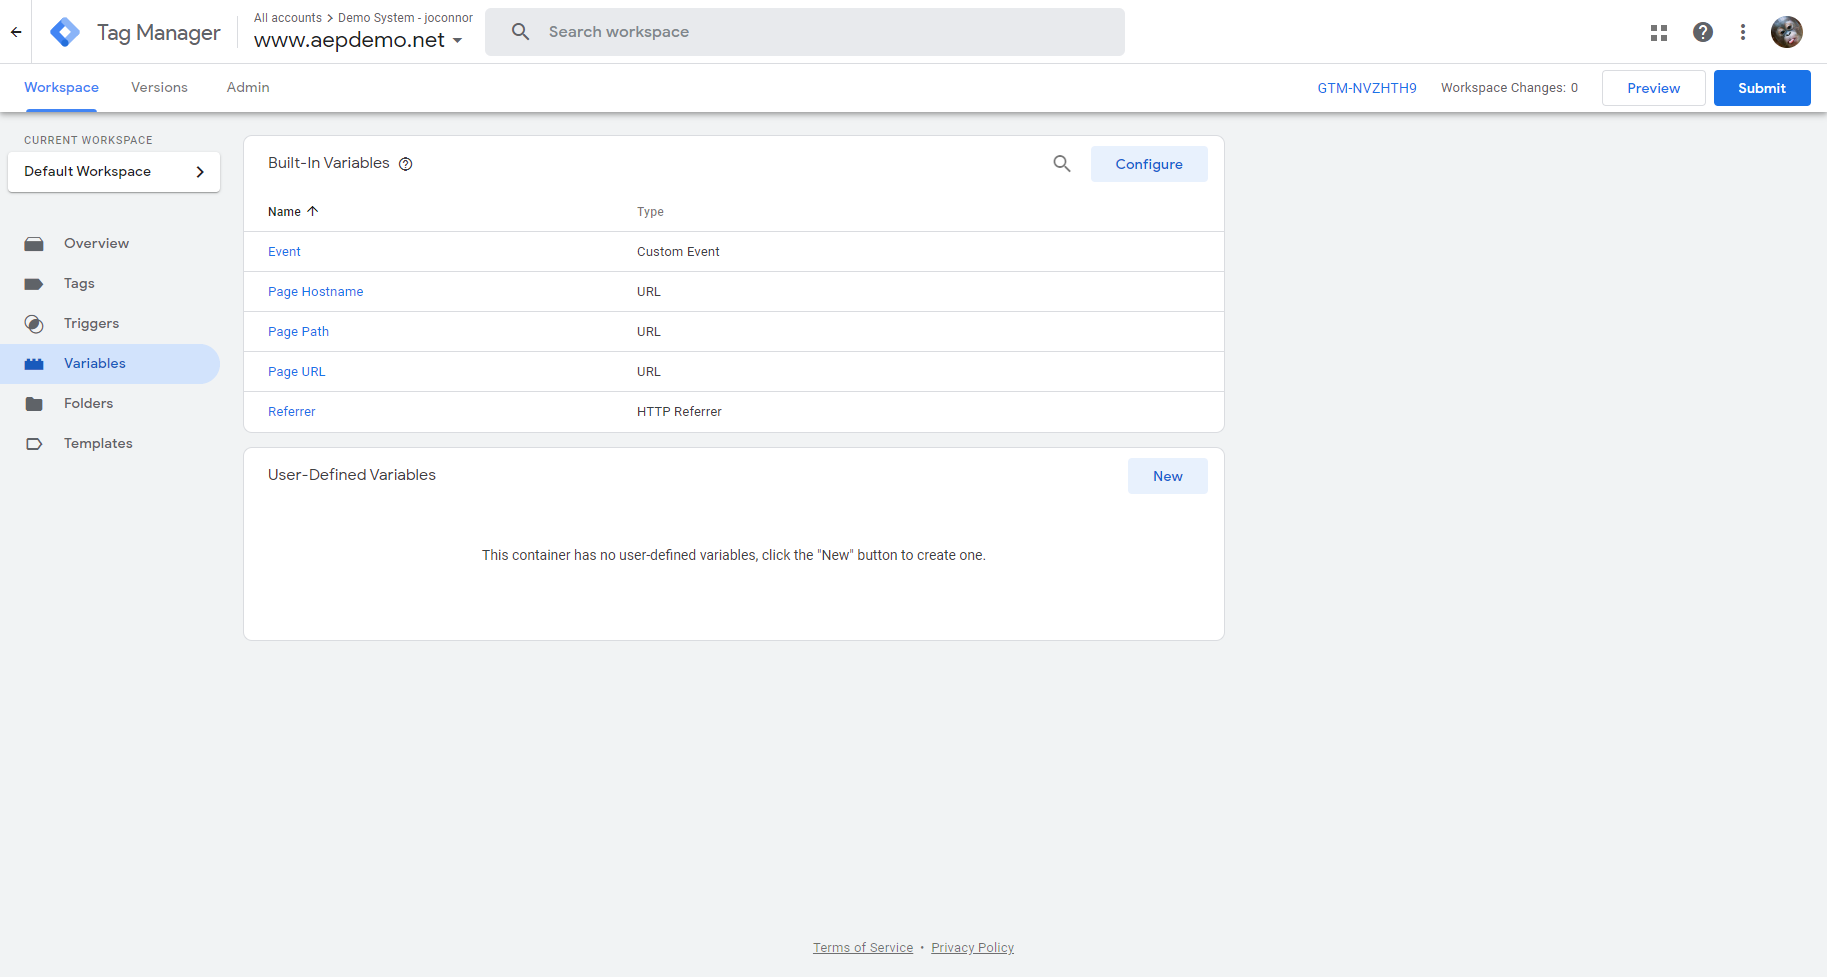 Tag Manager
All accounts > Demo System - joconnor
www.aepdemo.net
Search workspace
Workspace Versions Admin
GTM-NVZHTH9 Workspace Changes: 0 Preview Submit
CURRENT WORKSPACE
Default Workspace
Overview
Tags
Triggers
Variables
Folders
Templates
Built-In Variables
Configure
Name Type
Event Custom Event
Page Hostname URL
Page Path URL
Page URL URL
Referrer HTTP Referrer
User-Defined Variables
New
This container has no user-defined variables, click the "New" button to create one.
Terms of Service • Privacy Policy